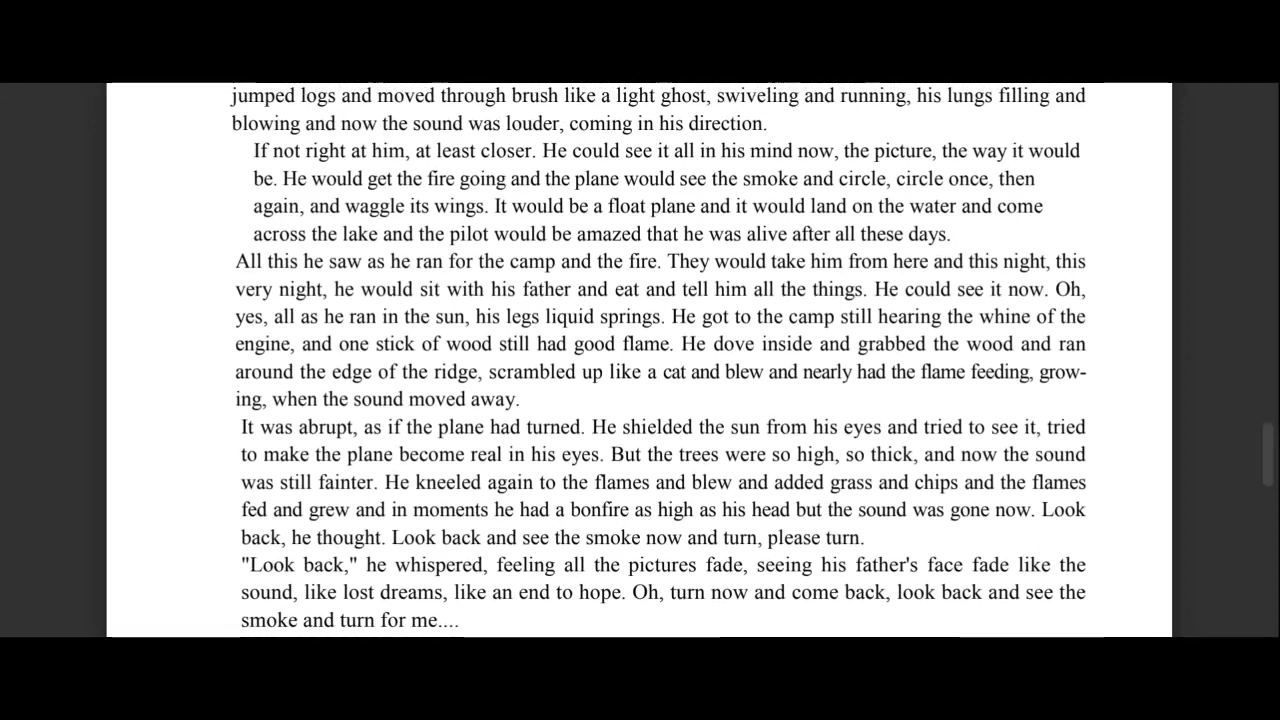 jumped logs and moved through brush like a light ghost, swiveling and running, his lungs filling and
blowing and now the sound was louder, coming in his direction.
If not right at him, at least closer. He could see it all in his mind now, the picture, the way it would
be. He would get the fire going and the plane would see the smoke and circle, circle once, then
again, and waggle its wings. It would be a float plane and it would land on the water and come
across the lake and the pilot would be amazed that he was alive after all these days.
All this he saw as he ran for the camp and the fire. They would take him from here and this night, this
very night, he would sit with his father and eat and tell him all the things. He could see it now. Oh,
yes, all as he ran in the sun, his legs liquid springs. He got to the camp still hearing the whine of the
engine, and one stick of wood still had good flame. He dove inside and grabbed the wood and ran
around the edge of the ridge, scrambled up like a cat and blew and nearly had the flame feeding, grow-
ing, when the sound moved away.
It was abrupt, as if the plane had turned. He shielded the sun from his eyes and tried to see it, tried
to make the plane become real in his eyes. But the trees were so high, so thick, and now the sound
was still fainter. He kneeled again to the flames and blew and added grass and chips and the flames
fed and grew and in moments he had a bonfire as high as his head but the sound was gone now. Look
back, he thought. Look back and see the smoke now and turn, please turn.
"Look back," he whispered, feeling all the pictures fade, seeing his father's face fade like the
sound, like lost dreams, like an end to hope. Oh, turn now and come back, look back and see the
smoke and turn for me....